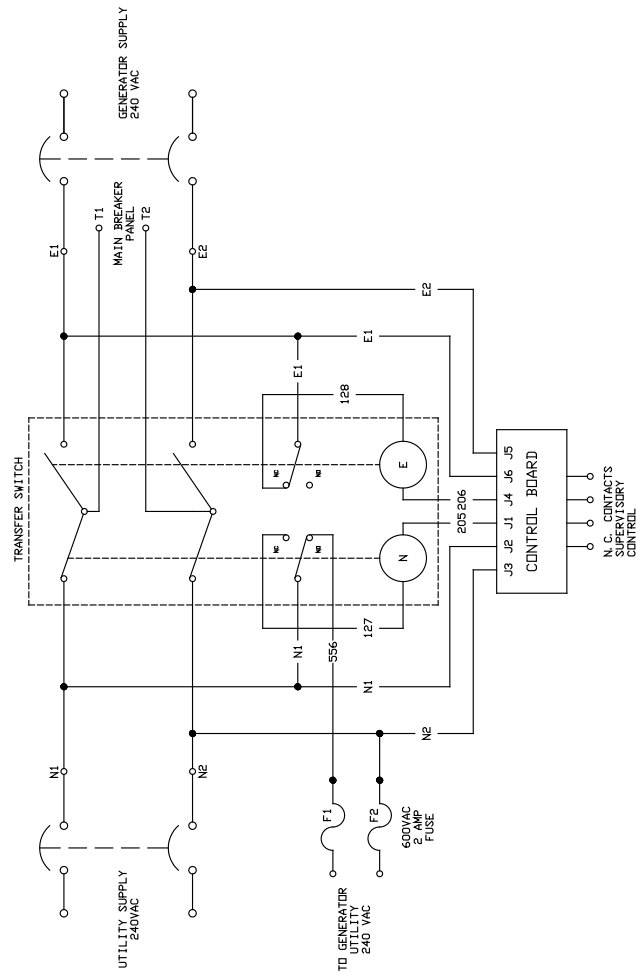 GENERATOR SUPPLY
240 VAC
MAIN BREAKER
PANEL
T1
T2
E1
E2
E2
E1
E1
128
TRANSFER SWITCH
NC
NO
E
NC
NO
N
205
206
J3
J2
J1
J4
J6
J5
CONTROL BOARD
N.C. CONTACTS
SUPERVISORY
CONTROL
127
N1
556
N1
N2
N1
N2
F1
F2
600VAC
2 AMP
FUSE
UTILITY SUPPLY
240VAC
TO GENERATOR
UTILITY
240 VAC